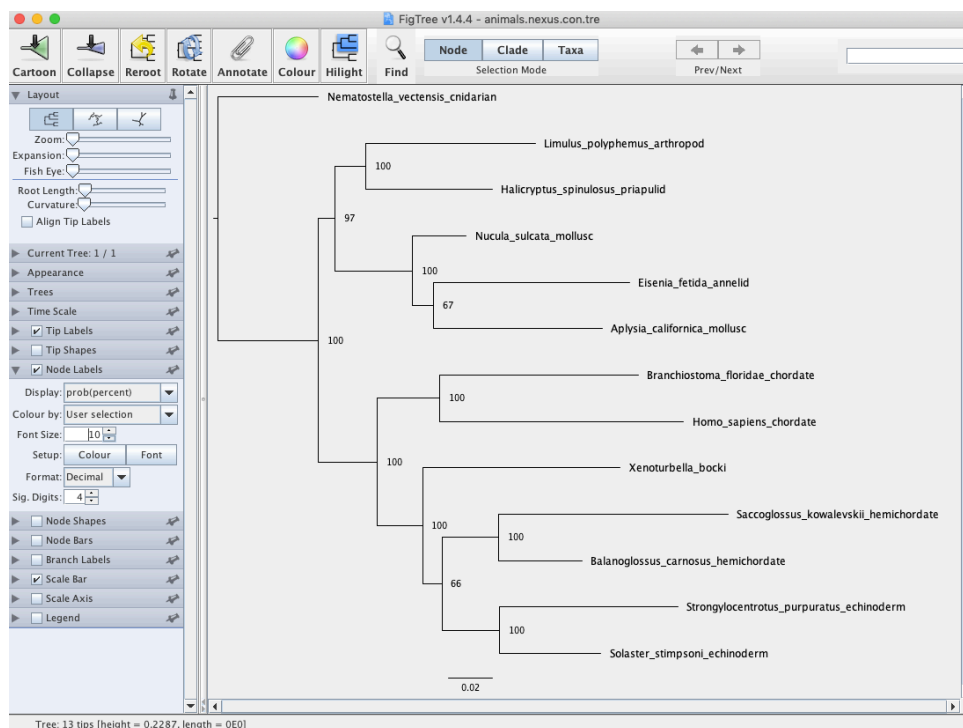 FigTree v1.4.4 - animals.nexus.con.tre
Cartoon Collapse Reroot Rotate Annotate Colour Hilight Find
Node Clade Taxa
Selection Mode
Prev/Next
Layout
Zoom:
Expansion:
Fish Eye:
Root Length:
Curvature:
Align Tip Labels
Current Tree: 1 / 1
Appearance
Trees
Time Scale
Tip Labels
Tip Shapes
Node Labels
Display: prob(percent)
Colour by: User selection
Font Size: 10
Setup: Colour Font
Format: Decimal
Sig. Digits: 4
Node Shapes
Node Bars
Branch Labels
Scale Bar
Scale Axis
Legend
Nematostella_vectensis_cnidarian
Limulus_polyphemus_arthropod
100
Halicryptus_spinulosus_priapulid
97
Nucula_sulcata_mollusc
100
Eisenia_fetida_annelid
67
Aplysia_californica_mollusc
100
Branchiostoma_floridae_chordate
100
Homo_sapiens_chordate
100
Xenoturbella_bocki
Saccoglossus_kowalevskii_hemichordate
100
100
Balanoglossus_carnosus_hemichordate
66
Strongylocentrotus_purpuratus_echinoderm
100
Solaster_stimpsoni_echinoderm
0.02
Tree: 13 tips [height = 0.2287, length = 0E0]